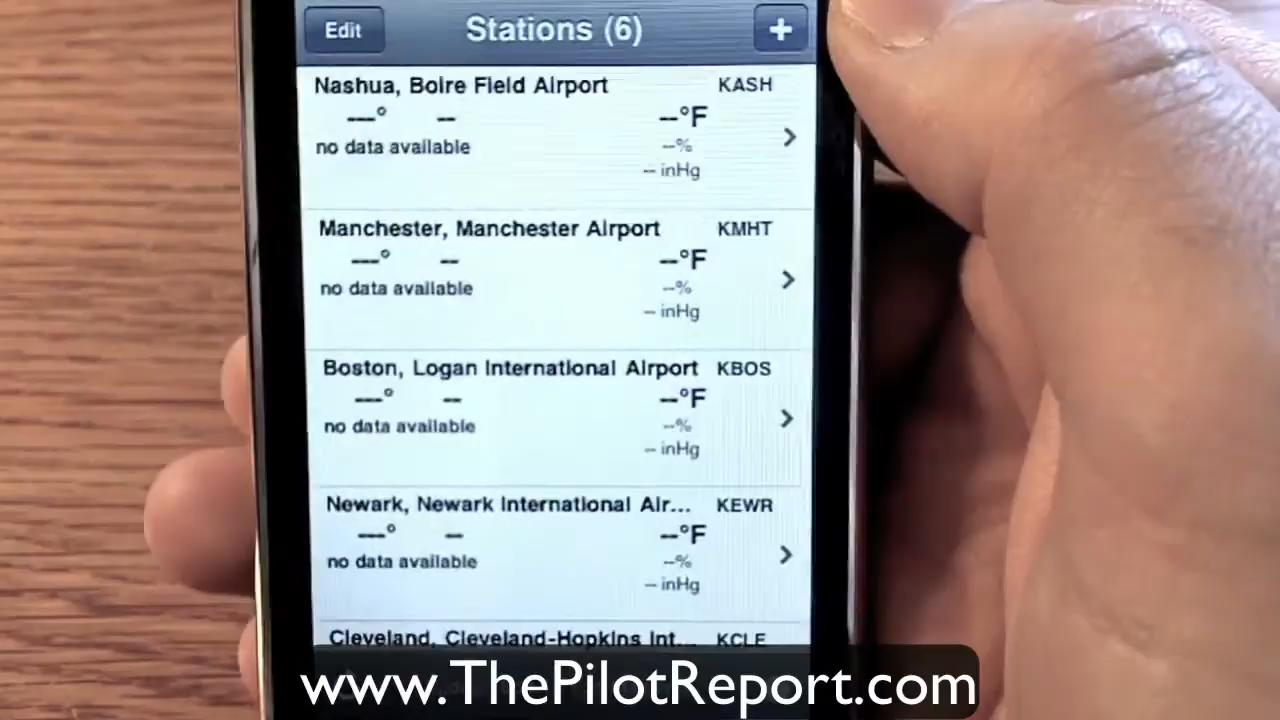 Edit Stations (6) +
Nashua, Boire Field Airport KASH
---° -- --°F
no data available --%
-- inHg
Manchester, Manchester Airport KMHT
---° -- --°F
no data available --%
-- inHg
Boston, Logan International Airport KBOS
---° -- --°F
no data available --%
-- inHg
Newark, Newark International Air... KEWR
---° -- --°F
no data available --%
-- inHg
Cleveland, Cleveland-Hopkins Int... KCLE
www.ThePilotReport.com